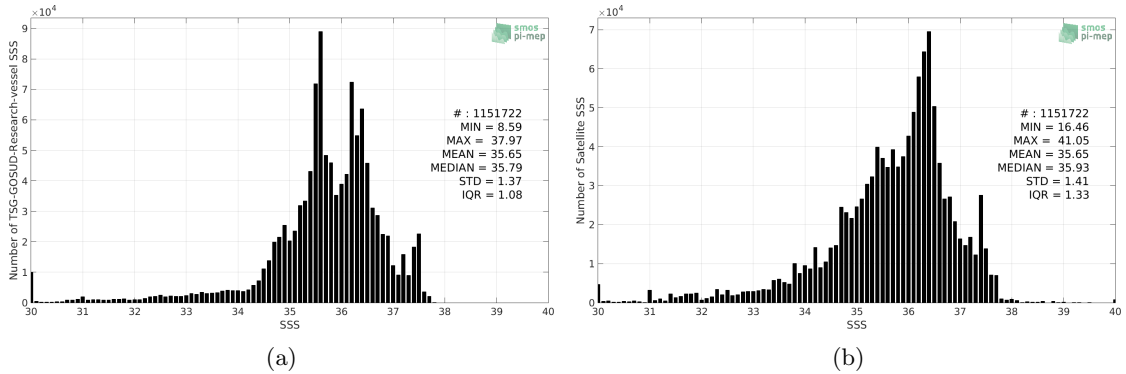 ×10⁴
9
8
7
6
5
4
3
2
1
0
Number of TSG-GOSUD-Research-vessel SSS
smos
pi-mep
# : 1151722
MIN = 8.59
MAX = 37.97
MEAN = 35.65
MEDIAN = 35.79
STD = 1.37
IQR = 1.08
30 31 32 33 34 35 36 37 38 39 40
SSS
(a)
×10⁴
7
6
5
4
3
2
1
0
Number of Satellite SSS
smos
pi-mep
# : 1151722
MIN = 16.46
MAX = 41.05
MEAN = 35.65
MEDIAN = 35.93
STD = 1.41
IQR = 1.33
30 31 32 33 34 35 36 37 38 39 40
SSS
(b)